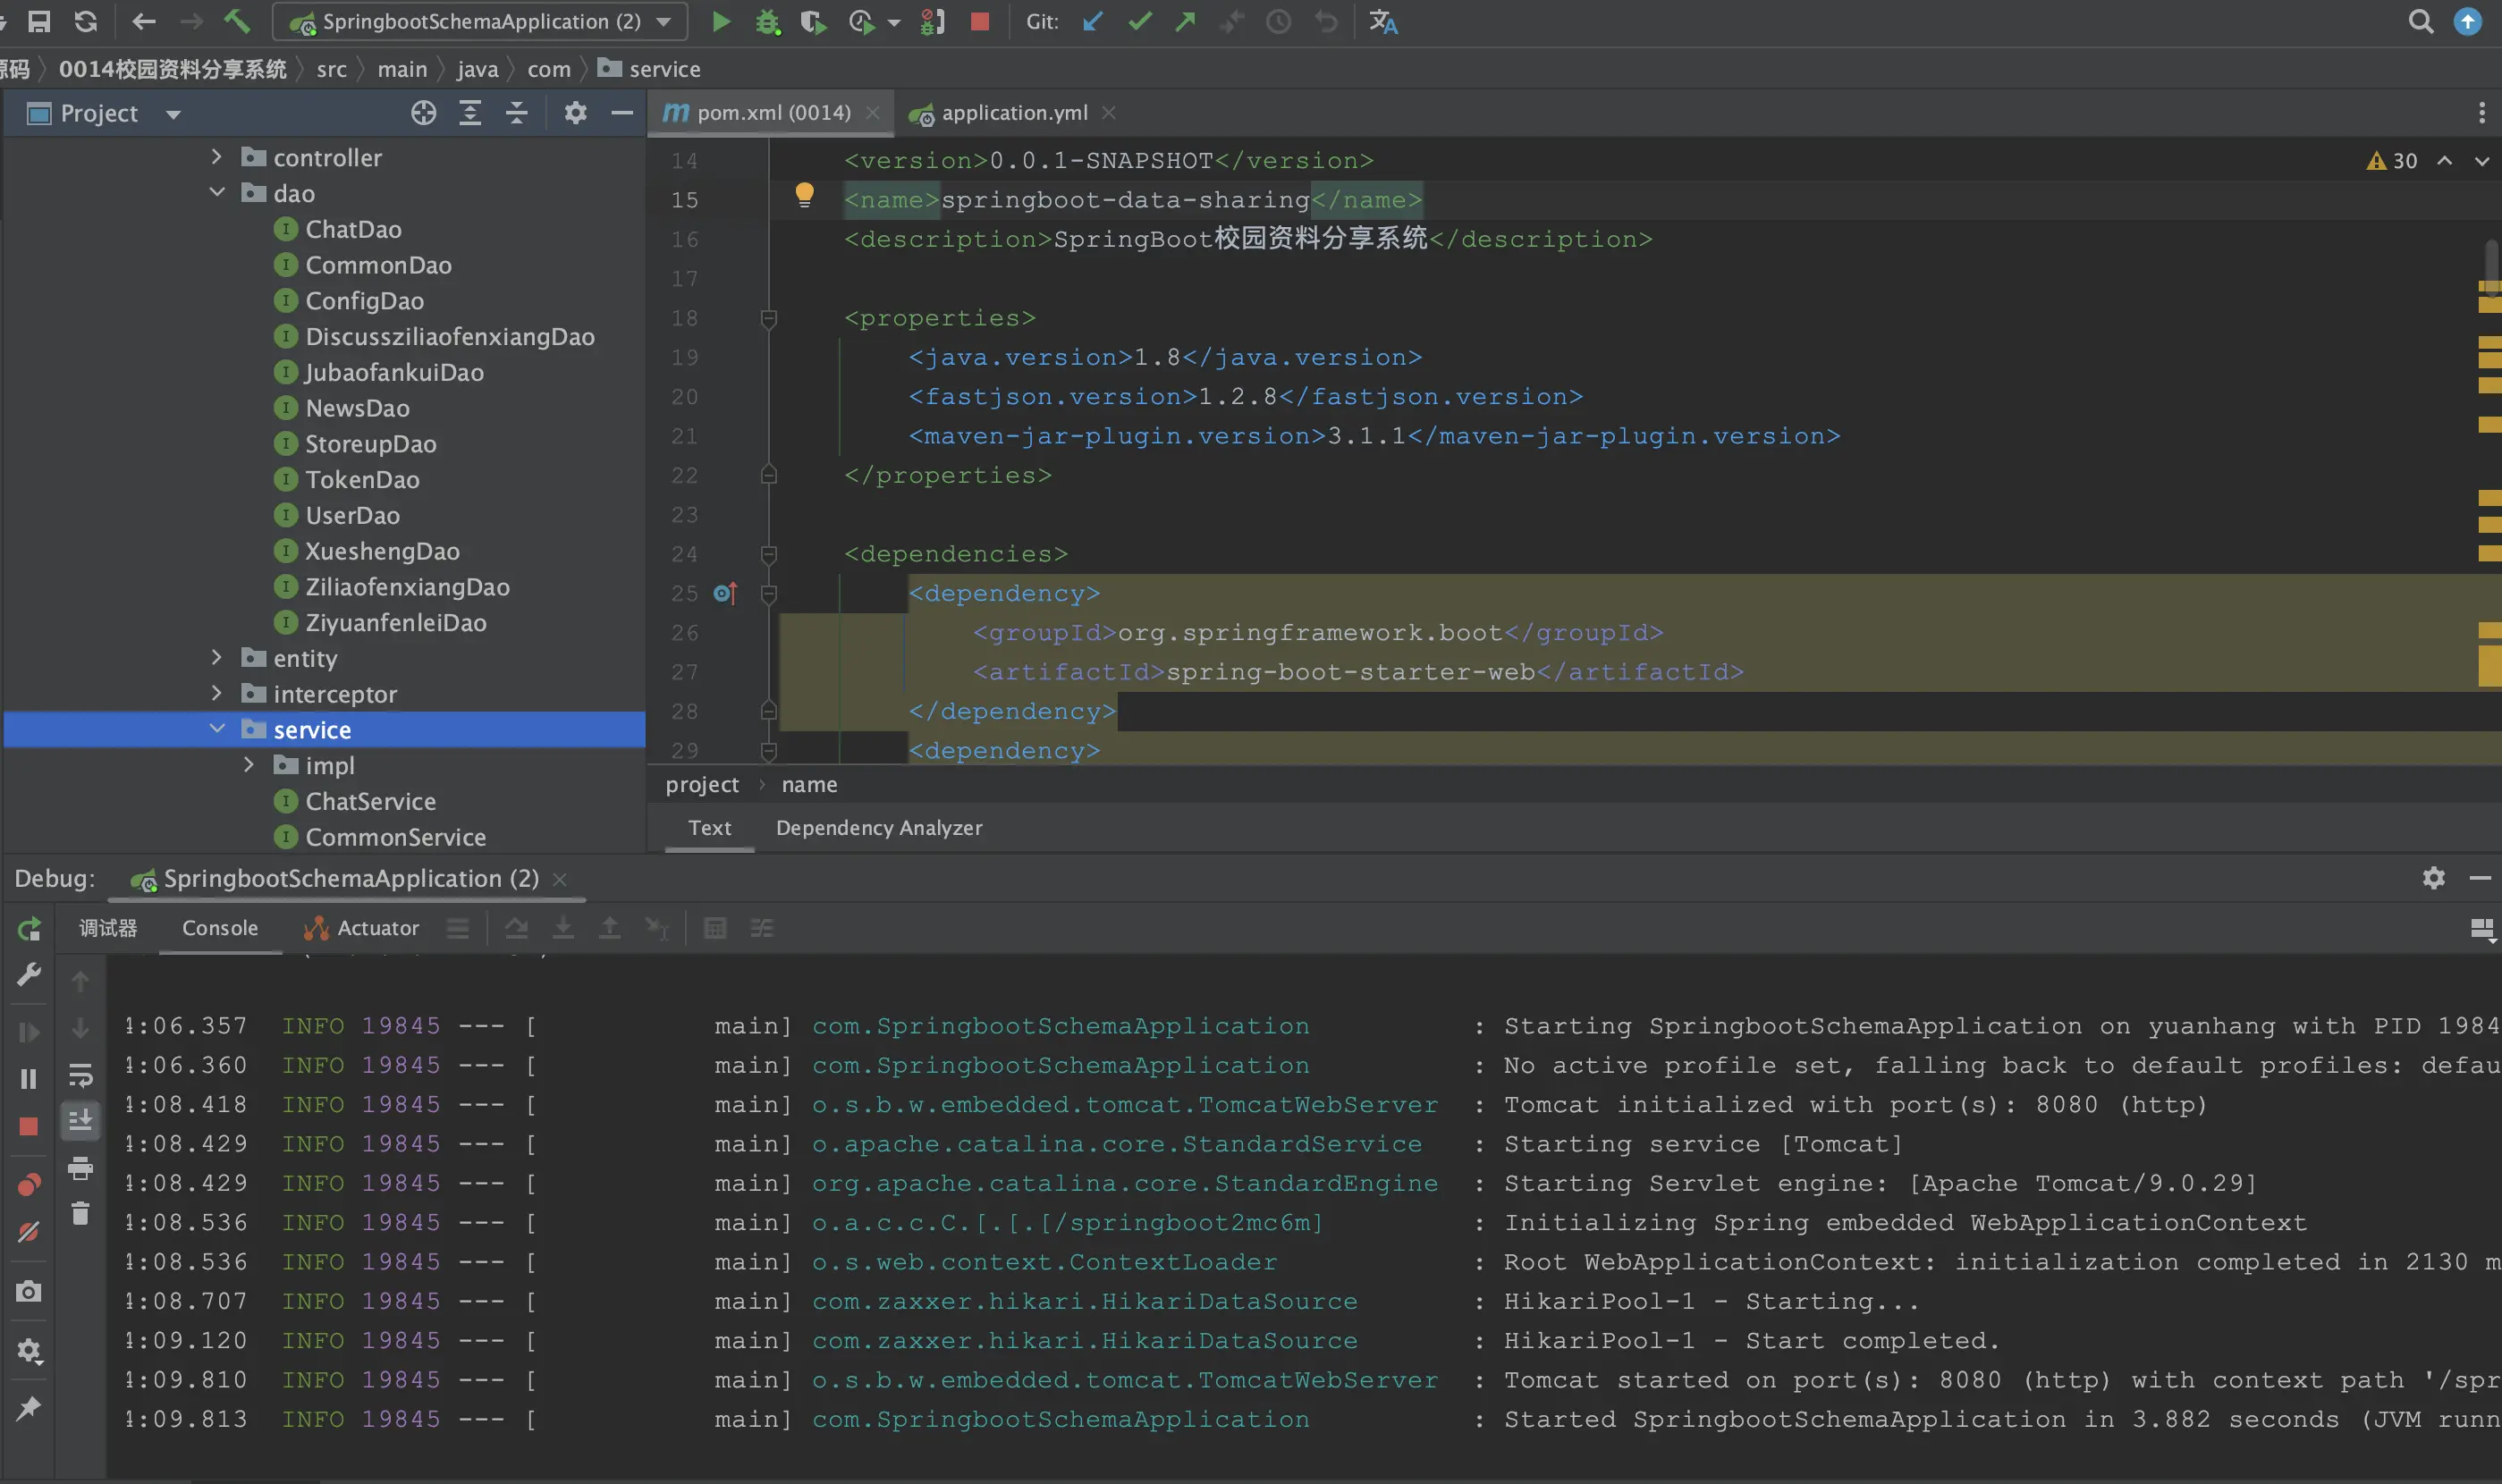 SpringbootSchemaApplication (2)
Git:
源码 0014校园资料分享系统 src main java com service
Project
pom.xml (0014)
application.yml
controller
dao
ChatDao
CommonDao
ConfigDao
DiscussziliaofenxiangDao
JubaofankuiDao
NewsDao
StoreupDao
TokenDao
UserDao
XueshengDao
ZiliaofenxiangDao
ZiyuanfenleiDao
entity
interceptor
service
impl
ChatService
CommonService
30
14 <version>0.0.1-SNAPSHOT</version>
15 <name>springboot-data-sharing</name>
16 <description>SpringBoot校园资料分享系统</description>
17
18 <properties>
19 <java.version>1.8</java.version>
20 <fastjson.version>1.2.8</fastjson.version>
21 <maven-jar-plugin.version>3.1.1</maven-jar-plugin.version>
22 </properties>
23
24 <dependencies>
25 <dependency>
26 <groupId>org.springframework.boot</groupId>
27 <artifactId>spring-boot-starter-web</artifactId>
28 </dependency>
29 <dependency>
project > name
Text Dependency Analyzer
Debug: SpringbootSchemaApplication (2)
调试器 Console Actuator
4:06.357 INFO 19845 --- [ main] com.SpringbootSchemaApplication : Starting SpringbootSchemaApplication on yuanhang with PID 1984
4:06.360 INFO 19845 --- [ main] com.SpringbootSchemaApplication : No active profile set, falling back to default profiles: defau
4:08.418 INFO 19845 --- [ main] o.s.b.w.embedded.tomcat.TomcatWebServer : Tomcat initialized with port(s): 8080 (http)
4:08.429 INFO 19845 --- [ main] o.apache.catalina.core.StandardService : Starting service [Tomcat]
4:08.429 INFO 19845 --- [ main] org.apache.catalina.core.StandardEngine : Starting Servlet engine: [Apache Tomcat/9.0.29]
4:08.536 INFO 19845 --- [ main] o.a.c.c.C.[.[.[/springboot2mc6m] : Initializing Spring embedded WebApplicationContext
4:08.536 INFO 19845 --- [ main] o.s.web.context.ContextLoader : Root WebApplicationContext: initialization completed in 2130 m
4:08.707 INFO 19845 --- [ main] com.zaxxer.hikari.HikariDataSource : HikariPool-1 - Starting...
4:09.120 INFO 19845 --- [ main] com.zaxxer.hikari.HikariDataSource : HikariPool-1 - Start completed.
4:09.810 INFO 19845 --- [ main] o.s.b.w.embedded.tomcat.TomcatWebServer : Tomcat started on port(s): 8080 (http) with context path '/spr
4:09.813 INFO 19845 --- [ main] com.SpringbootSchemaApplication : Started SpringbootSchemaApplication in 3.882 seconds (JVM runn